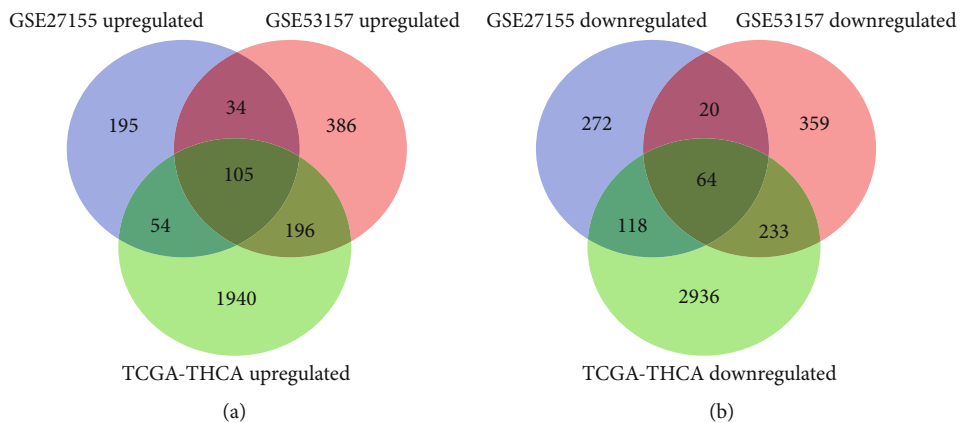 GSE27155 upregulated
GSE53157 upregulated
195
34
386
105
54
196
1940
TCGA-THCA upregulated
(a)
GSE27155 downregulated
GSE53157 downregulated
272
20
359
64
118
233
2936
TCGA-THCA downregulated
(b)